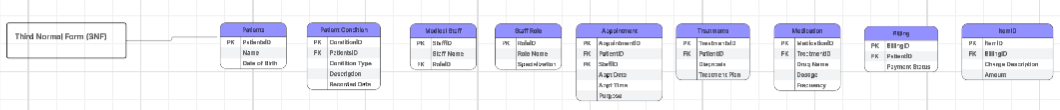 Third Normal Form (3NF)
Patients
PK PatientsID
Name
Date of Birth
Patient Condition
PK ConditionID
FK PatientsID
Condition Type
Description
Recorded Date
Medical Staff
PK StaffID
Staff Name
FK RoleID
Staff Role
PK RoleID
Role Name
Specialization
Appointment
PK AppointmentID
FK PatientID
FK StaffID
Appt Date
Appt Time
Purpose
Treatments
PK TreatmentsID
FK PatientID
Diagnosis
Treatment Plan
Medication
PK MedicationID
FK TreatmentID
Drug Name
Dosage
Frequency
Billing
PK BillingID
FK PatientID
Payment Status
ItemID
PK ItemID
FK BillingID
Charge Description
Amount